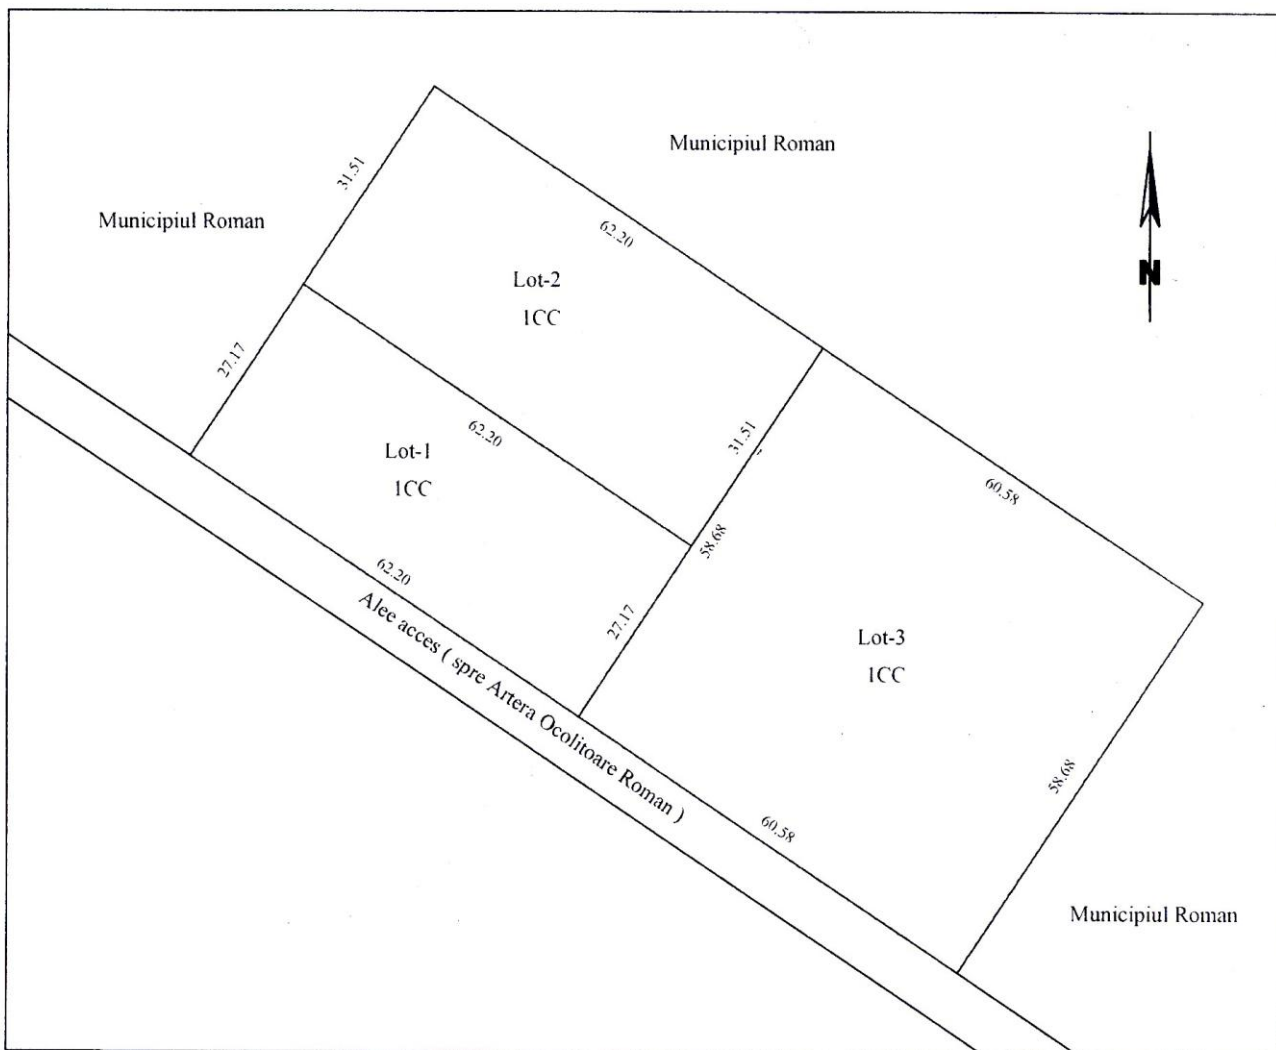 Municipiul Roman
31.51
Municipiul Roman
62.20
Lot-2
1CC
N
27.17
62.20
31.51
Lot-1
1CC
60.58
58.68
62.20
27.17
Alee acces ( spre Artera Ocolitoare Roman )
Lot-3
1CC
58.68
60.58
Municipiul Roman